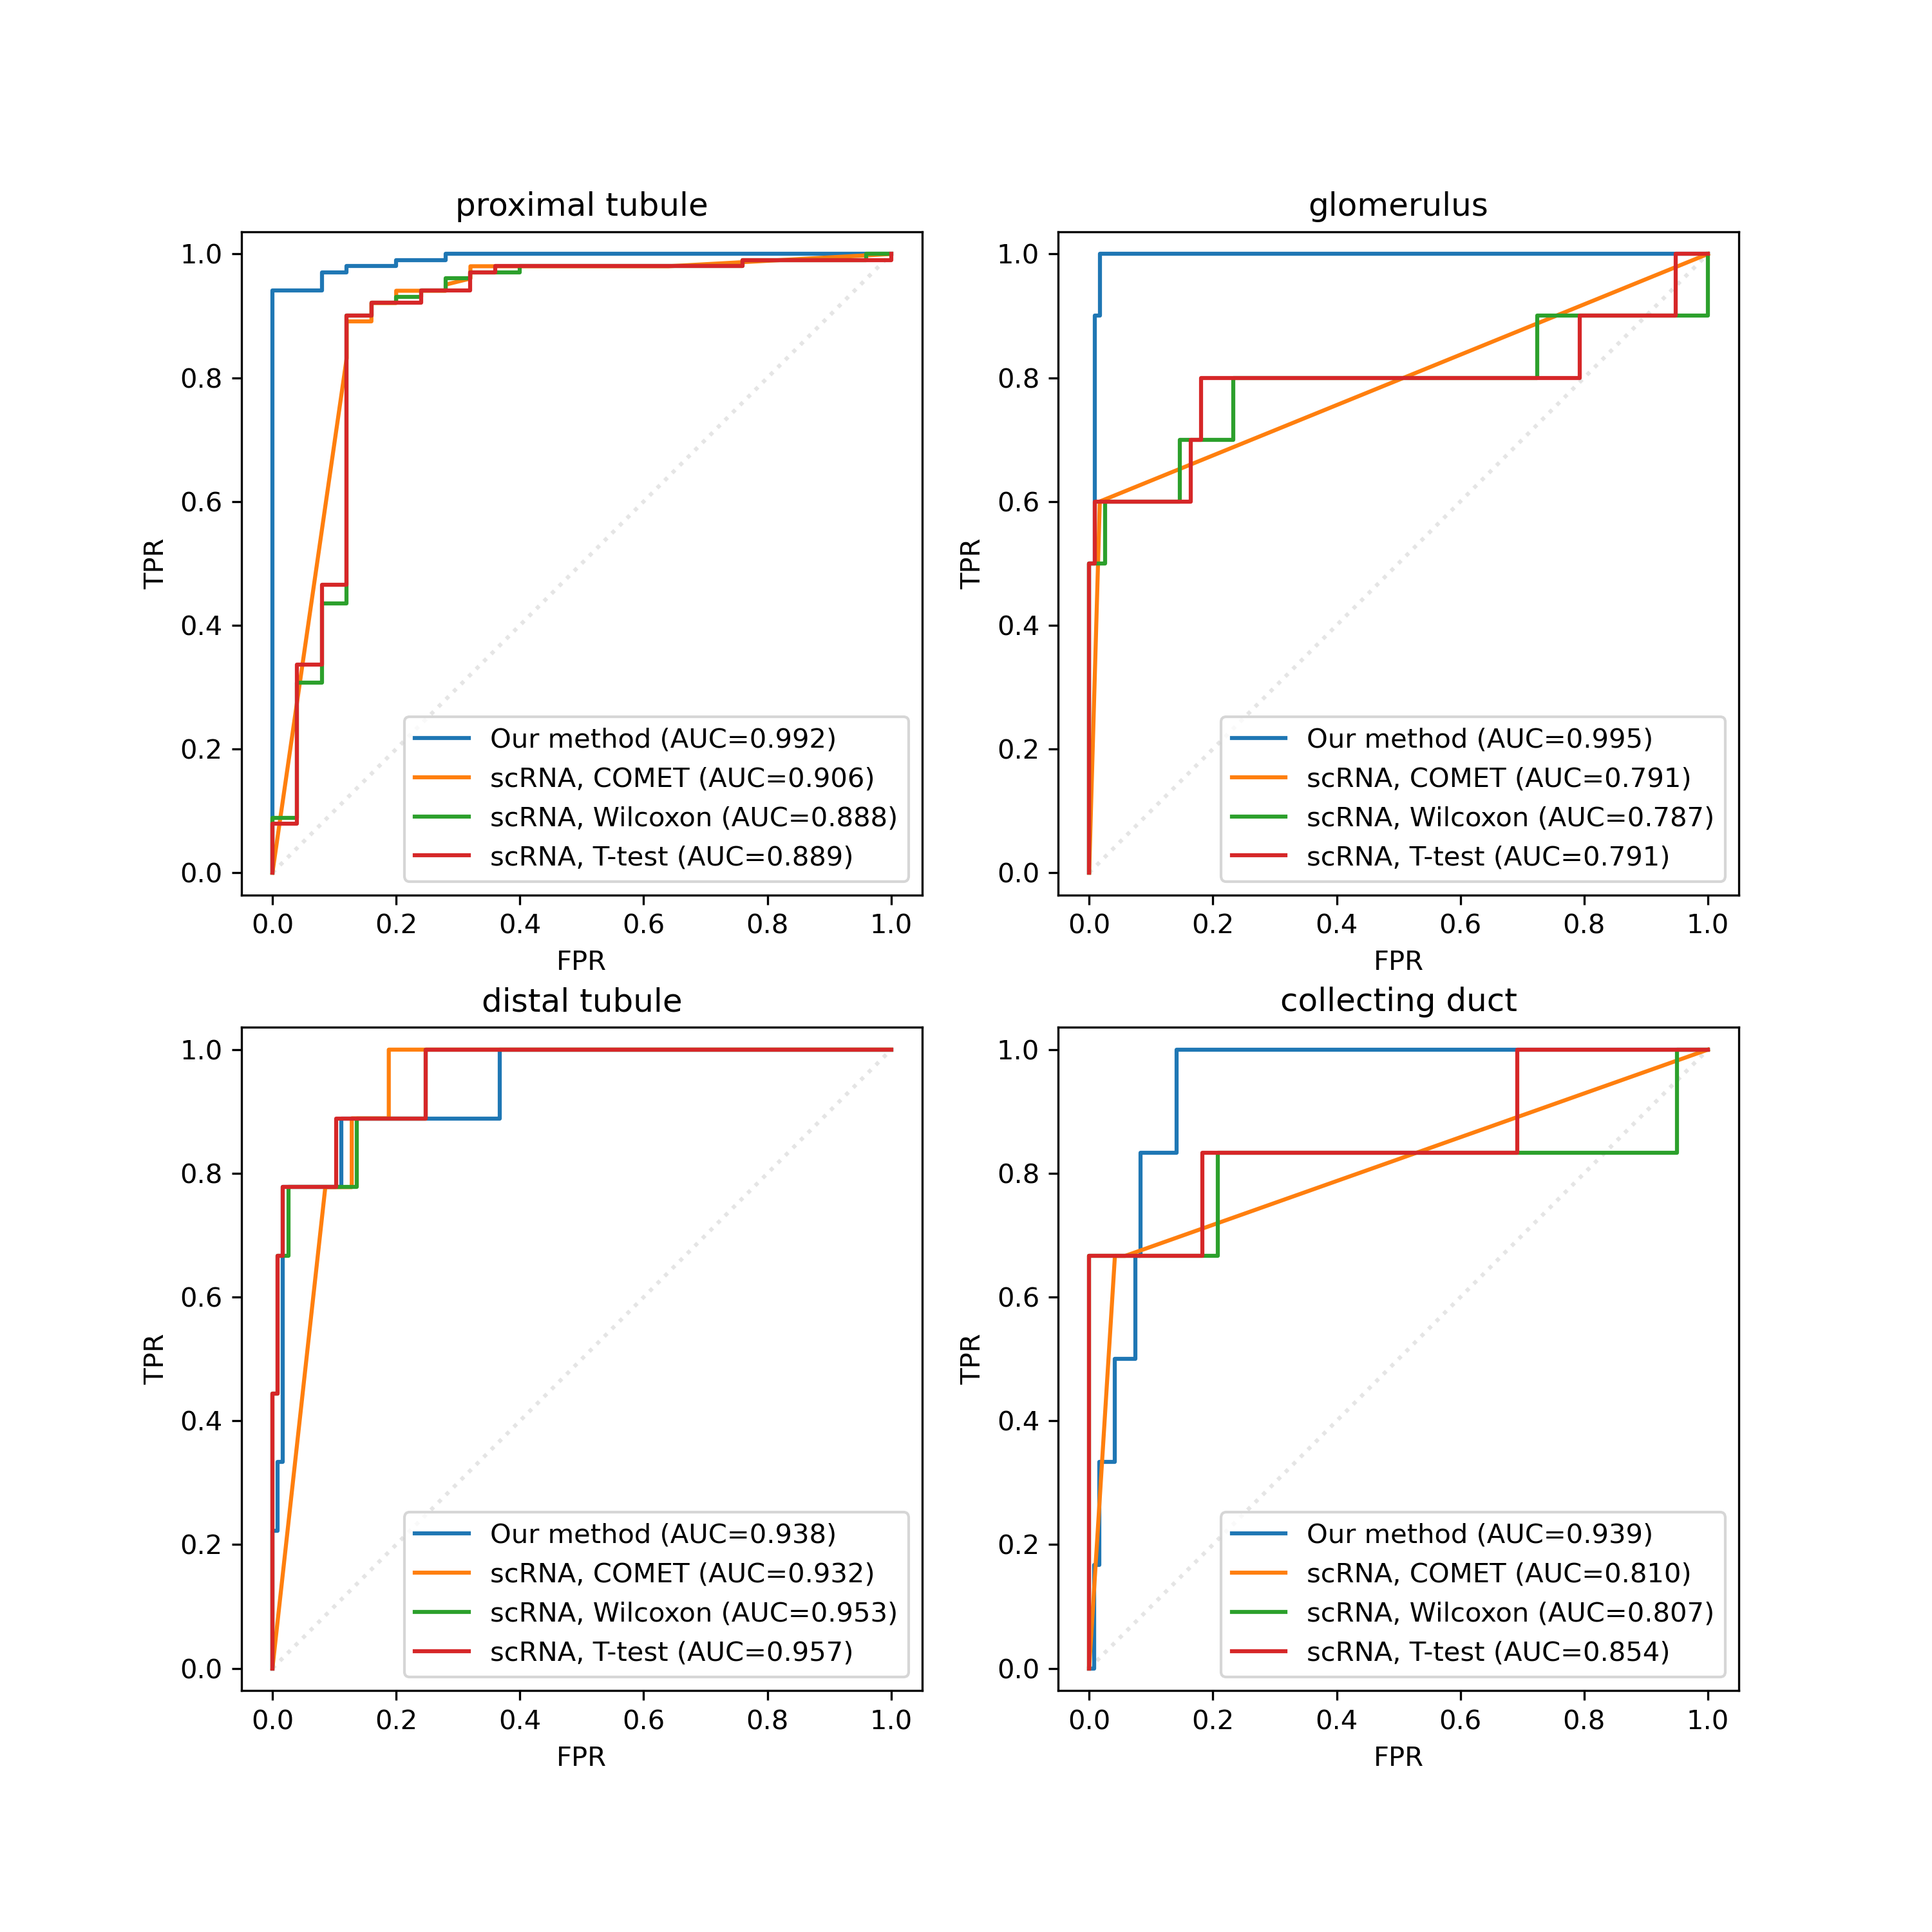 proximal tubule
1.0
0.8
0.6
0.4
0.2
0.0
TPR
Our method (AUC=0.992)
scRNA, COMET (AUC=0.906)
scRNA, Wilcoxon (AUC=0.888)
scRNA, T-test (AUC=0.889)
0.0 0.2 0.4 0.6 0.8 1.0
FPR
glomerulus
1.0
0.8
0.6
0.4
0.2
0.0
TPR
Our method (AUC=0.995)
scRNA, COMET (AUC=0.791)
scRNA, Wilcoxon (AUC=0.787)
scRNA, T-test (AUC=0.791)
0.0 0.2 0.4 0.6 0.8 1.0
FPR
distal tubule
1.0
0.8
0.6
0.4
0.2
0.0
TPR
Our method (AUC=0.938)
scRNA, COMET (AUC=0.932)
scRNA, Wilcoxon (AUC=0.953)
scRNA, T-test (AUC=0.957)
0.0 0.2 0.4 0.6 0.8 1.0
FPR
collecting duct
1.0
0.8
0.6
0.4
0.2
0.0
TPR
Our method (AUC=0.939)
scRNA, COMET (AUC=0.810)
scRNA, Wilcoxon (AUC=0.807)
scRNA, T-test (AUC=0.854)
0.0 0.2 0.4 0.6 0.8 1.0
FPR